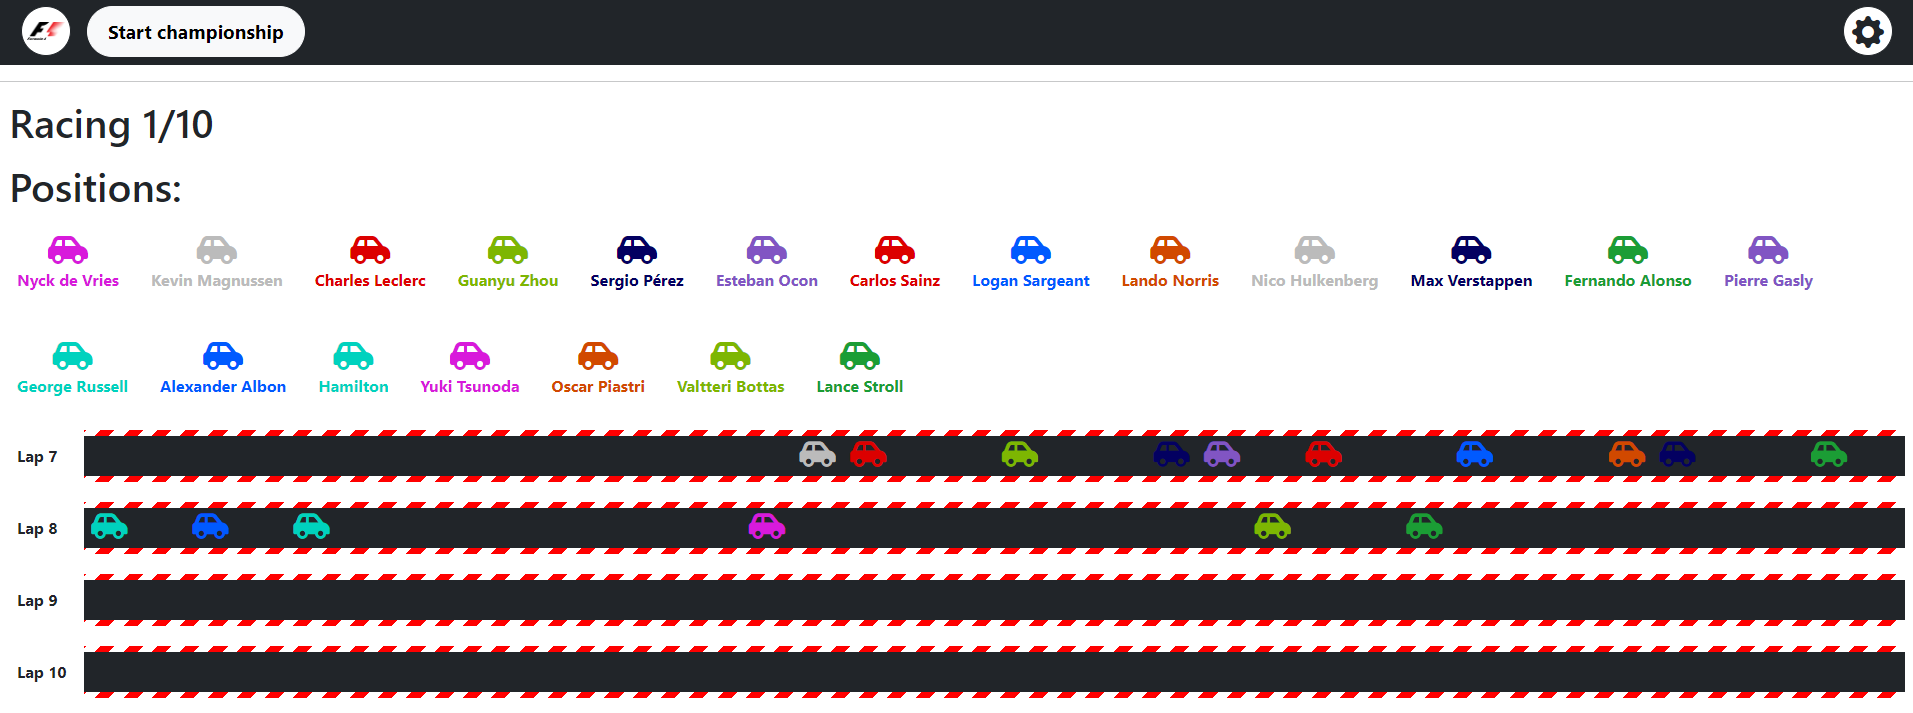 Start championship
Racing 1/10
Positions:
Nyck de Vries Kevin Magnussen Charles Leclerc Guanyu Zhou Sergio Pérez Esteban Ocon Carlos Sainz Logan Sargeant Lando Norris Nico Hulkenberg Max Verstappen Fernando Alonso Pierre Gasly
George Russell Alexander Albon Hamilton Yuki Tsunoda Oscar Piastri Valtteri Bottas Lance Stroll
Lap 7
Lap 8
Lap 9
Lap 10